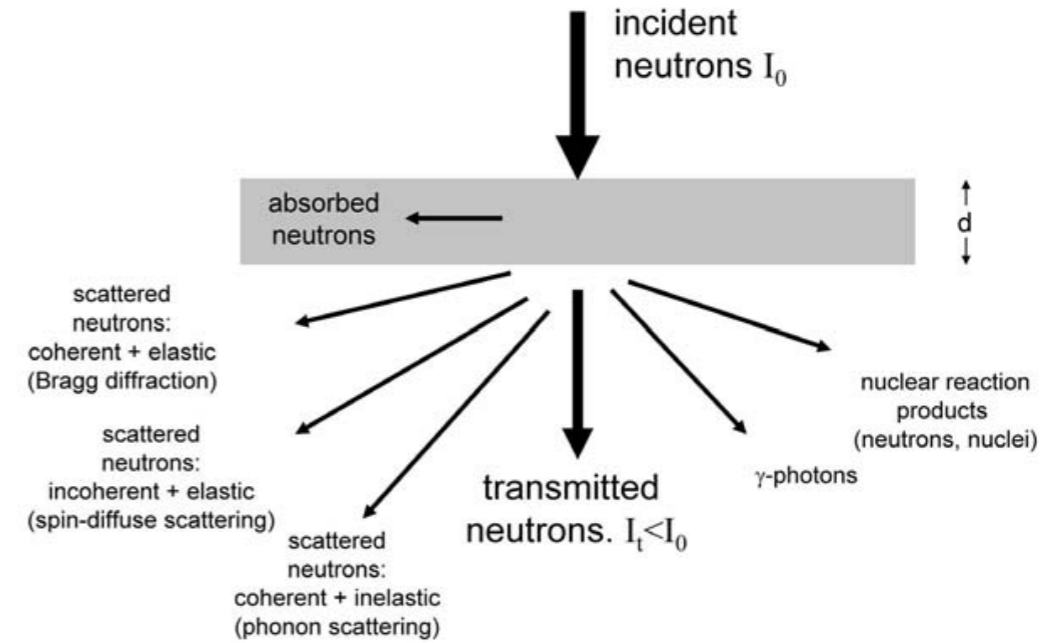 incident
neutrons I₀
absorbed
neutrons
d
scattered
neutrons:
coherent + elastic
(Bragg diffraction)
scattered
neutrons:
incoherent + elastic
(spin-diffuse scattering)
scattered
neutrons:
coherent + inelastic
(phonon scattering)
transmitted
neutrons. Iₜ<I₀
γ-photons
nuclear reaction
products
(neutrons, nuclei)